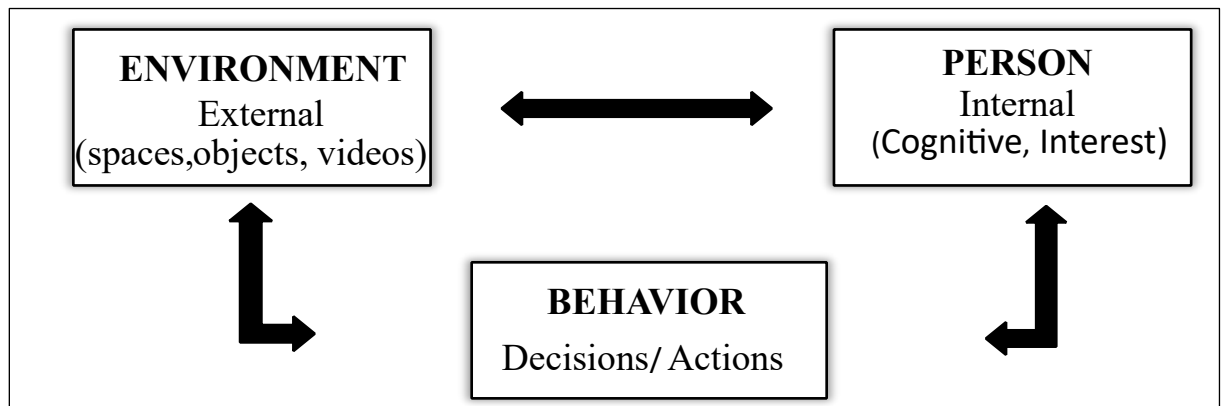 ENVIRONMENT
External
(spaces,objects, videos)
PERSON
Internal
(Cognitive, Interest)
BEHAVIOR
Decisions/ Actions